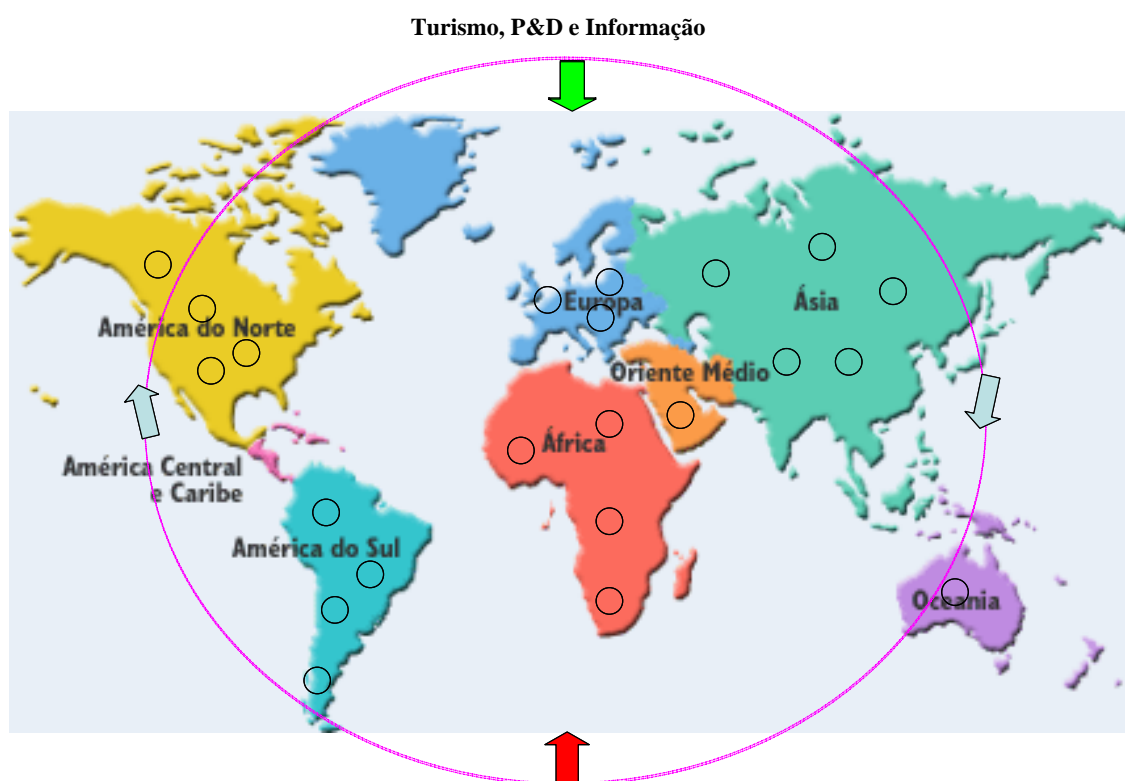 Turismo, P&D e Informação
Europa
Ásia
América do Norte
Oriente Médio
África
América Central
e Caribe
América do Sul
Oceania